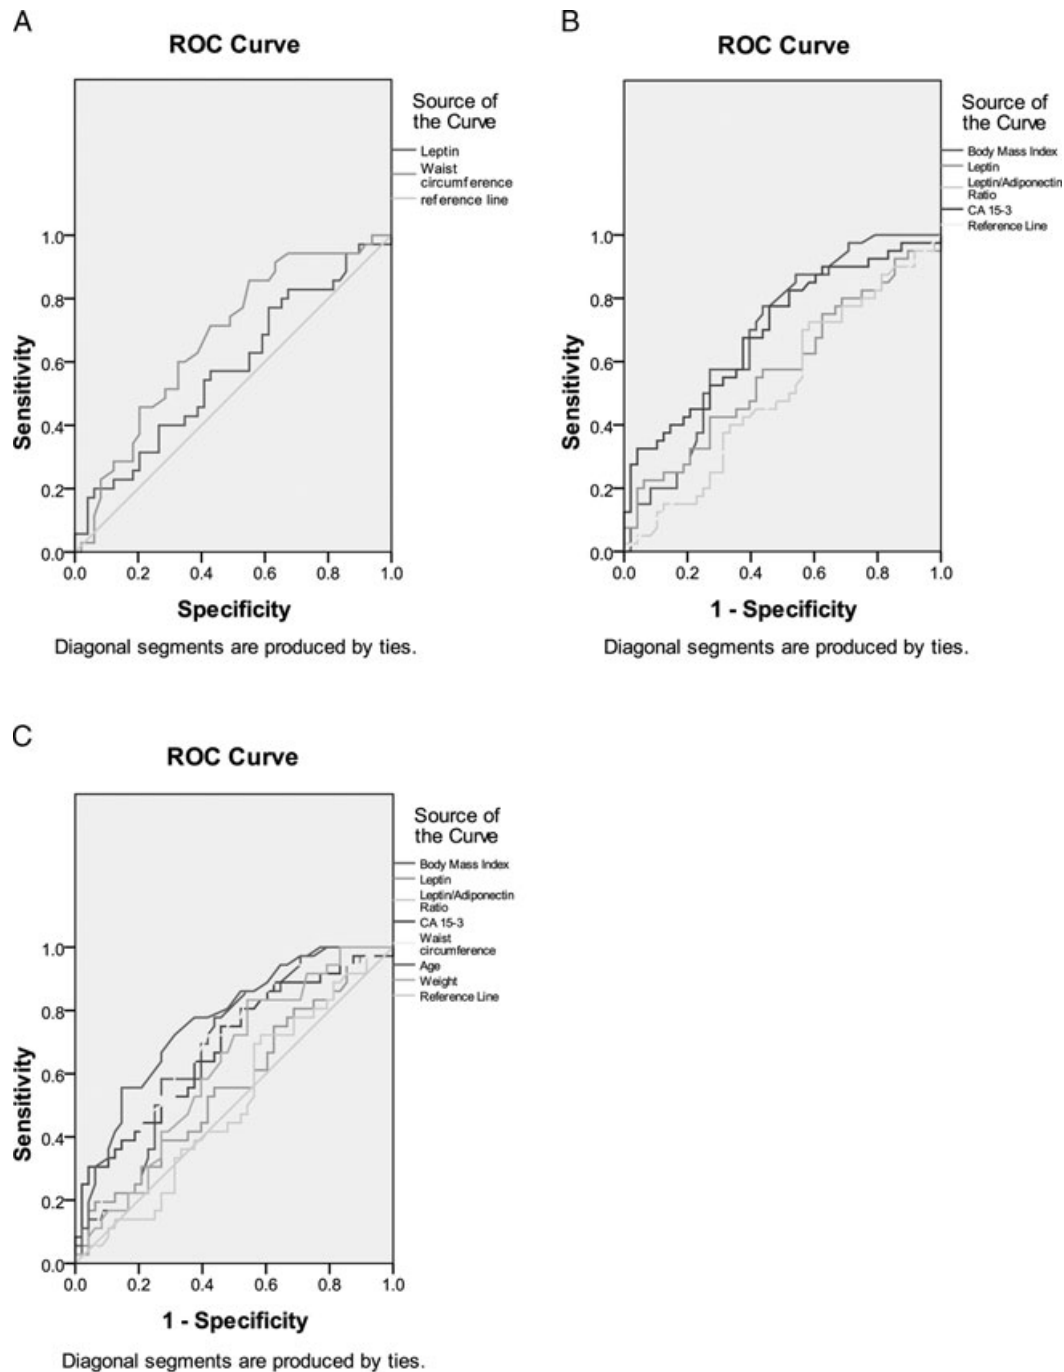 A
ROC Curve
Source of
the Curve
Leptin
Waist
circumference
reference line
1.0
0.8
0.6
0.4
0.2
0.0
Sensitivity
0.0 0.2 0.4 0.6 0.8 1.0
Specificity
Diagonal segments are produced by ties.
B
ROC Curve
Source of
the Curve
Body Mass Index
Leptin
Leptin/Adiponectin
Ratio
CA 15-3
Reference Line
1.0
0.8
0.6
0.4
0.2
0.0
Sensitivity
0.0 0.2 0.4 0.6 0.8 1.0
1 - Specificity
Diagonal segments are produced by ties.
C
ROC Curve
Source of
the Curve
Body Mass Index
Leptin
Leptin/Adiponectin
Ratio
CA 15-3
Waist
circumference
Age
Weight
Reference Line
1.0
0.8
0.6
0.4
0.2
0.0
Sensitivity
0.0 0.2 0.4 0.6 0.8 1.0
1 - Specificity
Diagonal segments are produced by ties.